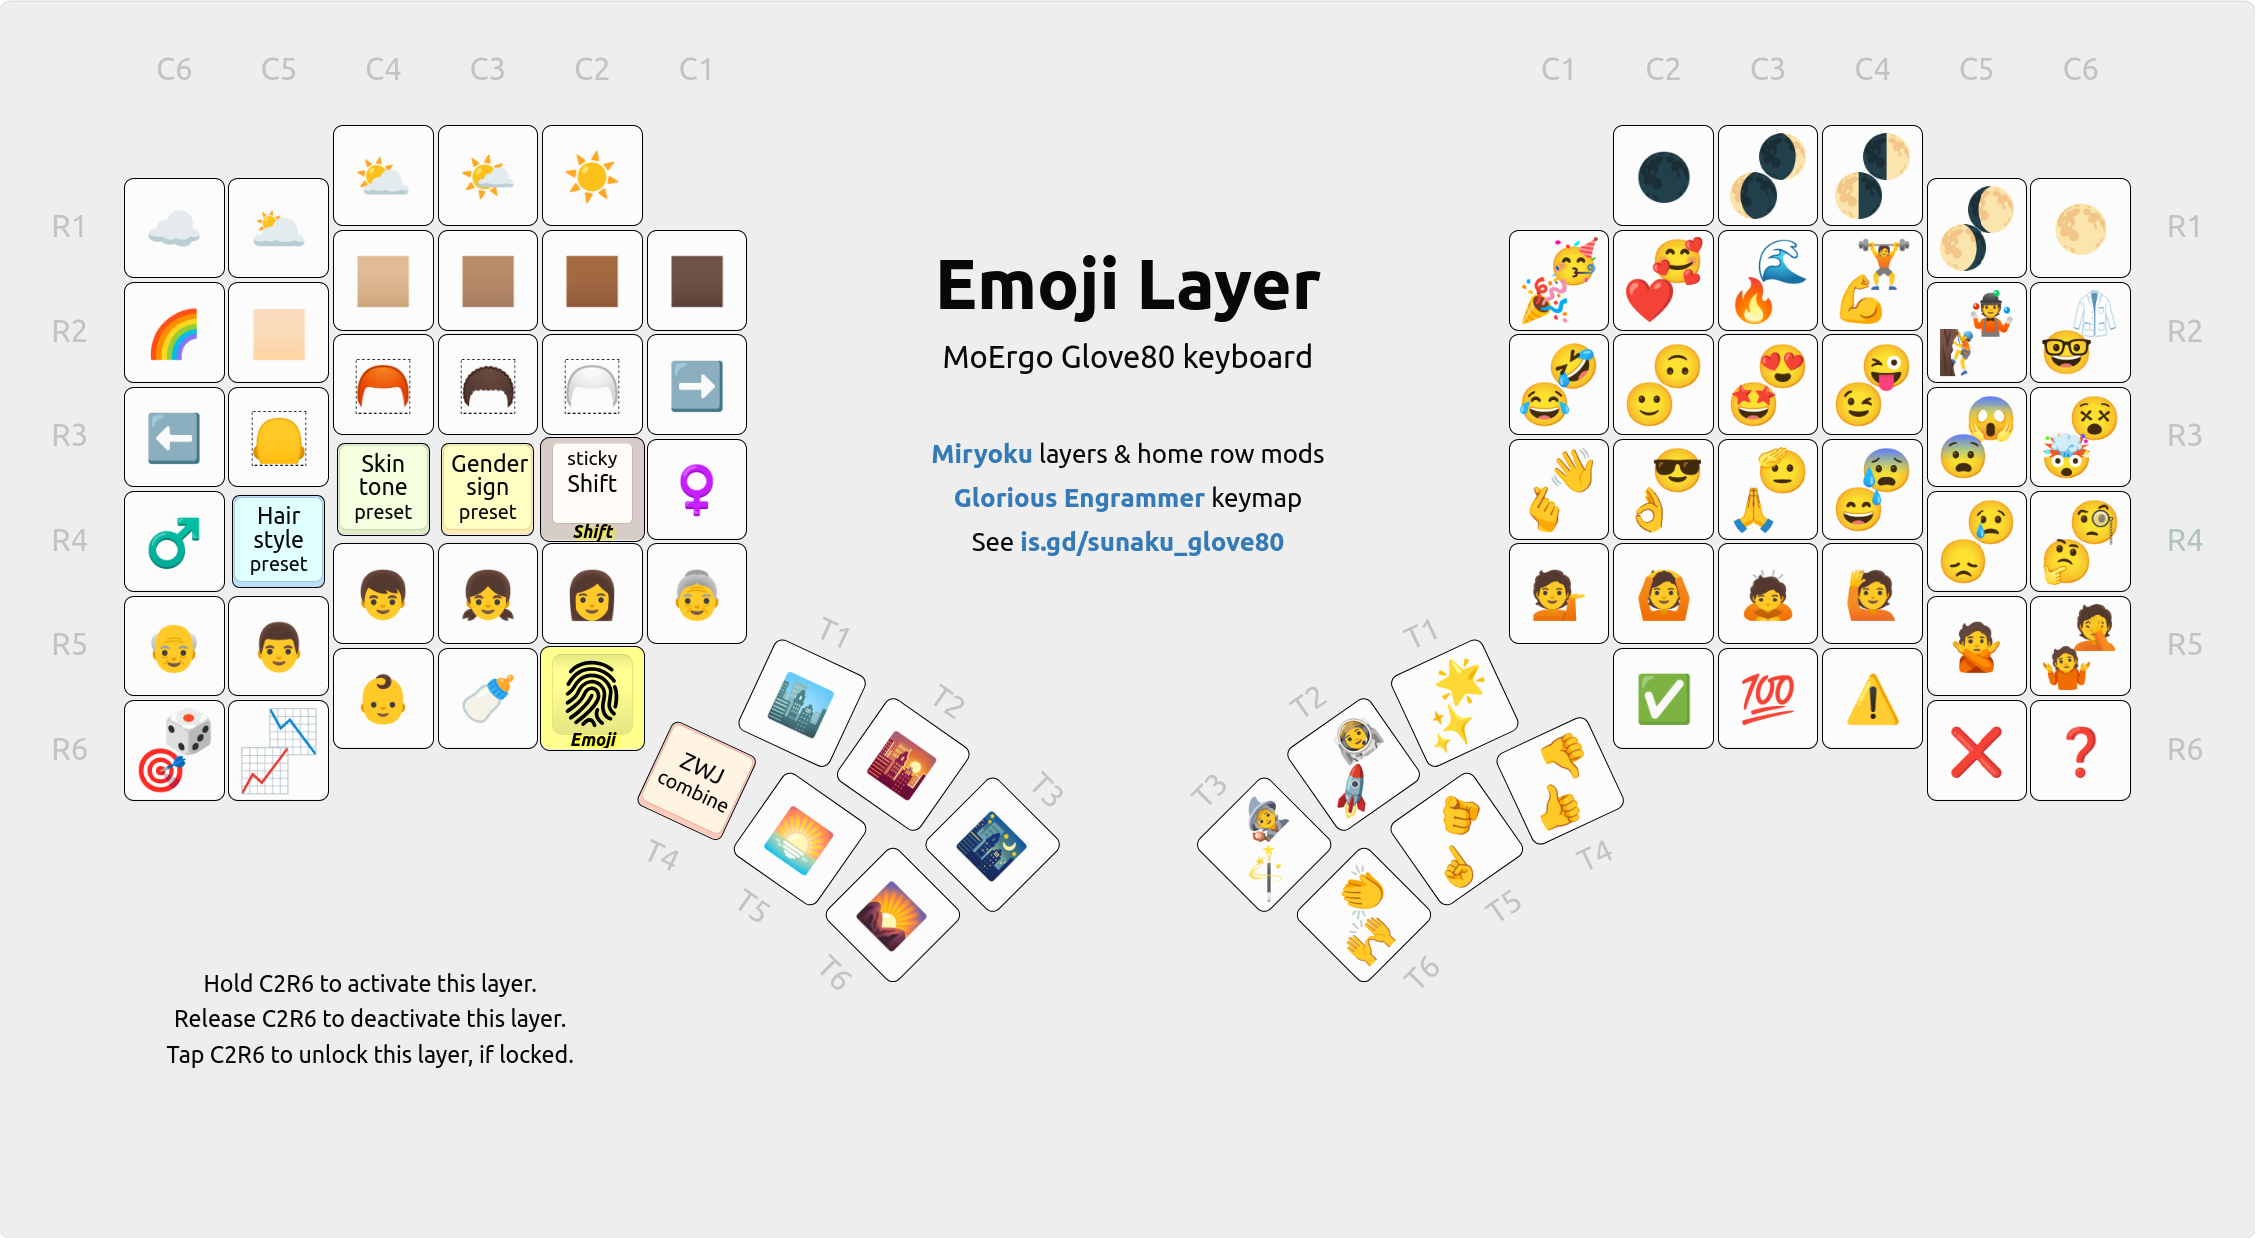 C6 C5 C4 C3 C2 C1
C1 C2 C3 C4 C5 C6
R1
R1
R2
R2
R3
R3
R4
R4
R5
R5
R6
R6
Skin
tone
preset
Gender
sign
preset
sticky
Shift
Shift
Hair
style
preset
Emoji
ZWJ
combine
T1
T2
T3
T4
T5
T6
Emoji Layer
MoErgo Glove80 keyboard
Miryoku layers & home row mods
Glorious Engrammer keymap
See is.gd/sunaku_glove80
T1
T2
T3
T4
T5
T6
100
Hold C2R6 to activate this layer.
Release C2R6 to deactivate this layer.
Tap C2R6 to unlock this layer, if locked.